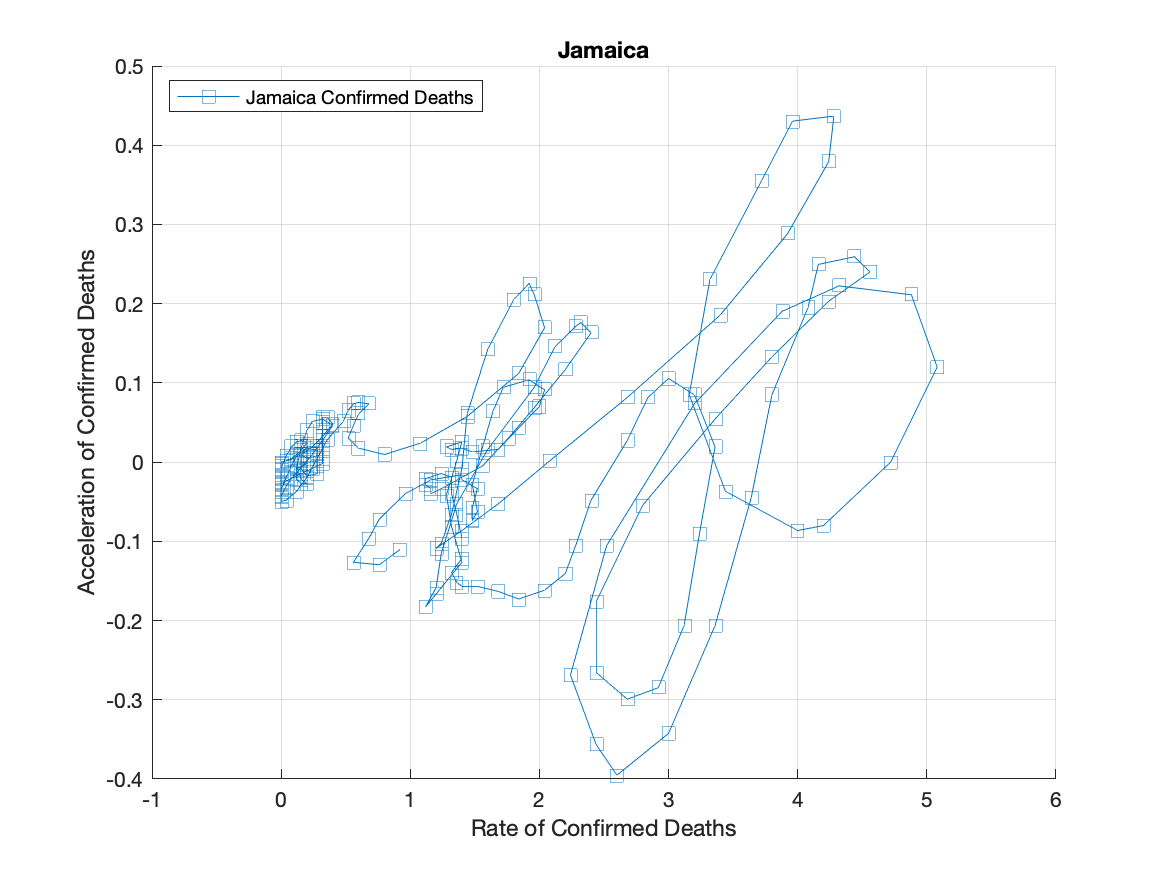 Jamaica
Jamaica Confirmed Deaths
Acceleration of Confirmed Deaths
0.5
0.4
0.3
0.2
0.1
0
-0.1
-0.2
-0.3
-0.4
-1 0 1 2 3 4 5 6
Rate of Confirmed Deaths